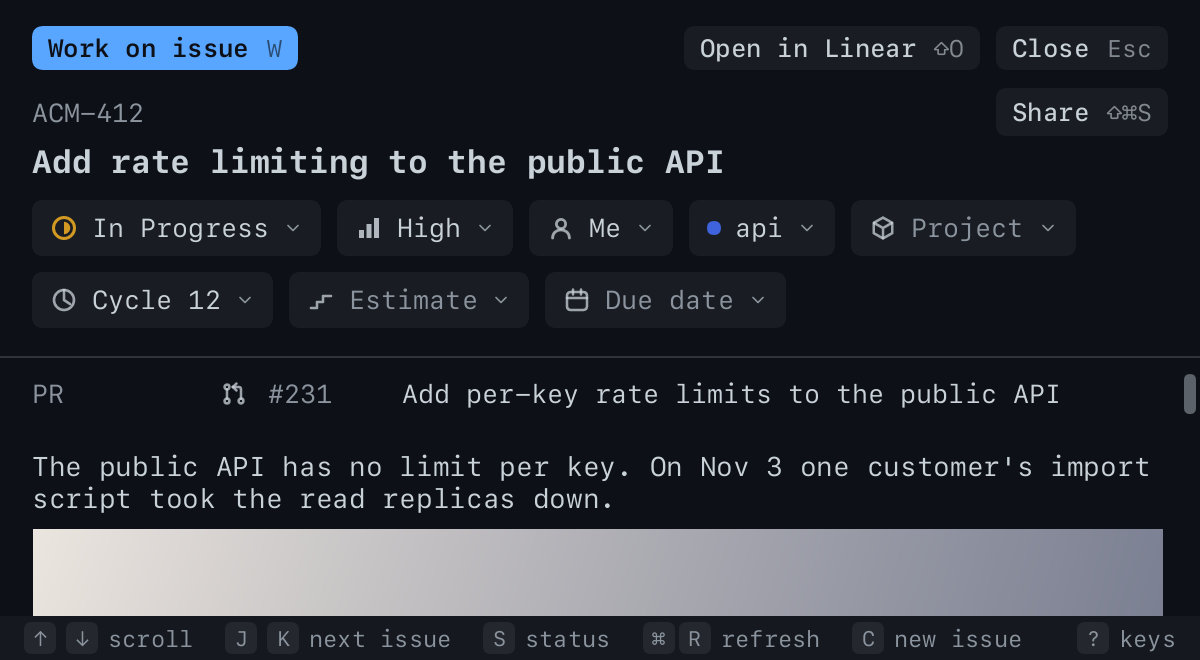 Work on issue W
Open in Linear ⇧O
Close Esc
ACM-412
Share ⇧⌘S
Add rate limiting to the public API
In Progress
High
Me
api
Project
Cycle 12
Estimate
Due date
PR #231 Add per-key rate limits to the public API
The public API has no limit per key. On Nov 3 one customer's import
script took the read replicas down.
↑ ↓ scroll J K next issue S status ⌘ R refresh C new issue ? keys